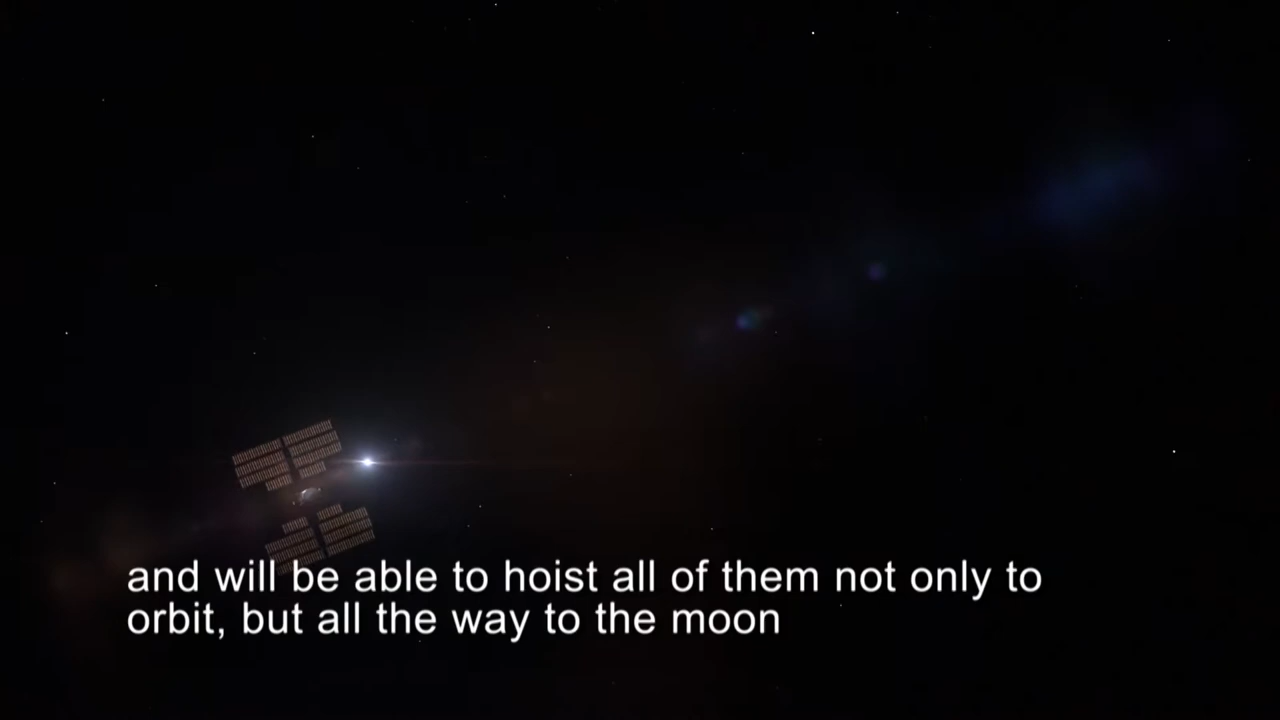 and will be able to hoist all of them not only to
orbit, but all the way to the moon